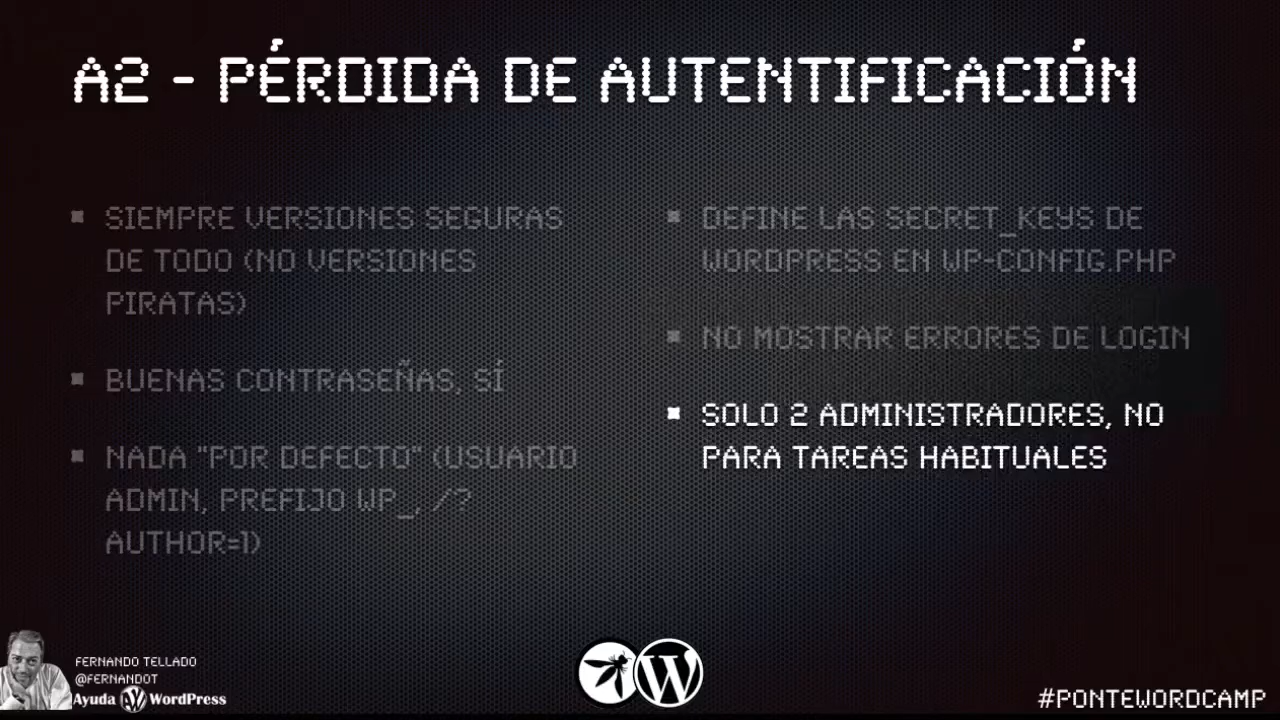 A2 - PÉRDIDA DE AUTENTIFICACIÓN
SIEMPRE VERSIONES SEGURAS
DE TODO (NO VERSIONES
PIRATAS)
BUENAS CONTRASEÑAS, SÍ
NADA "POR DEFECTO" (USUARIO
ADMIN, PREFIJO WP_, /?
AUTHOR=1)
DEFINE LAS SECRET_KEYS DE
WORDPRESS EN WP-CONFIG.PHP
NO MOSTRAR ERRORES DE LOGIN
SOLO 2 ADMINISTRADORES, NO
PARA TAREAS HABITUALES
FERNANDO TELLADO
@FERNANDOT
Ayuda WordPress
#PONTEWORDCAMP